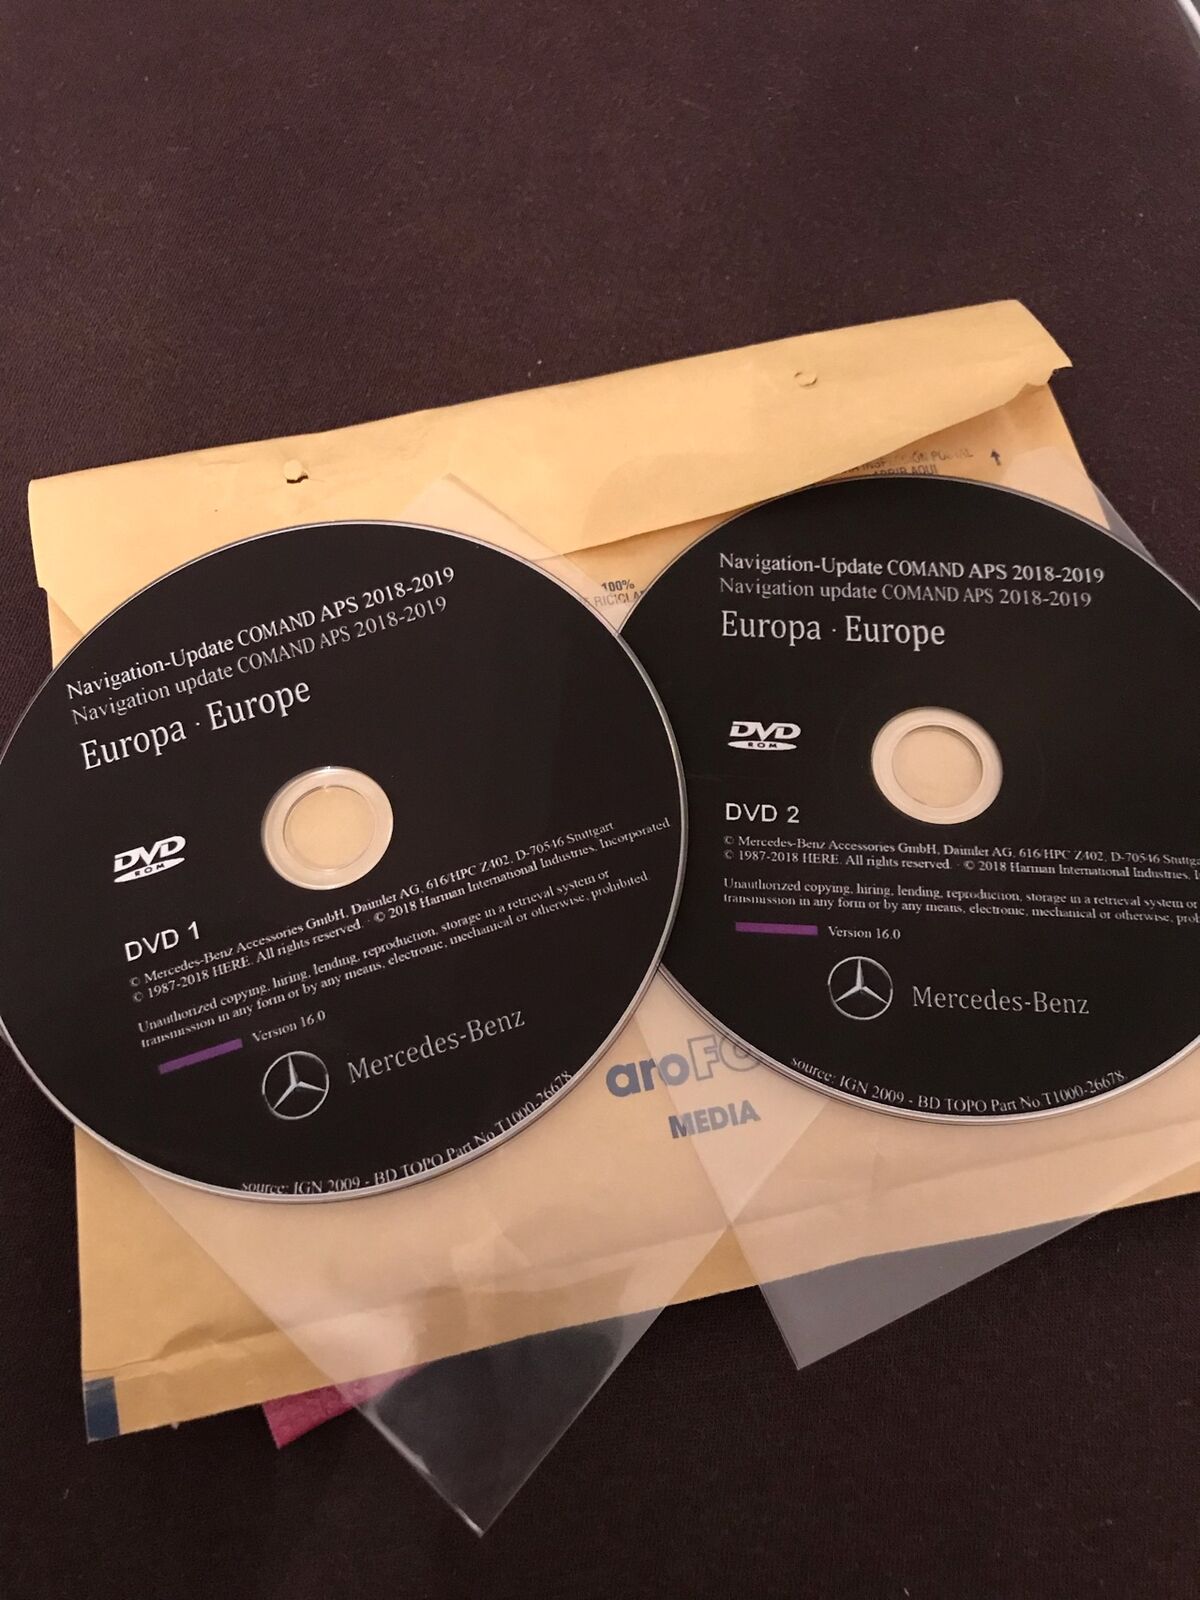 Navigation-Update COMAND APS 2018-2019
Navigation update COMAND APS 2018-2019
Europa · Europe
DVD
ROM
DVD 1
© Mercedes-Benz Accessories GmbH, Daimler AG, 616/HPC Z402, D-70546 Stuttgart
© 1987-2018 HERE. All rights reserved. · © 2018 Harman International Industries, Incorporated
Unauthorized copying, hiring, lending, reproduction, storage in a retrieval system or
transmission in any form or by any means, electronic, mechanical or otherwise, prohibited.
Version 16.0
Mercedes-Benz
source: IGN 2009 - BD TOPO Part No.T1000-26678
Navigation-Update COMAND APS 2018-2019
Navigation update COMAND APS 2018-2019
Europa · Europe
DVD
ROM
DVD 2
© Mercedes-Benz Accessories GmbH, Daimler AG, 616/HPC Z402, D-70546 Stuttg
© 1987-2018 HERE. All rights reserved. · © 2018 Harman International Industries, I
Unauthorized copying, hiring, lending, reproduction, storage in a retrieval system or
transmission in any form or by any means, electronic, mechanical or otherwise, prob
Version 16.0
Mercedes-Benz
source: IGN 2009 - BD TOPO Part No.T1000-26678
AQUI
100%
RICICLA
aroFO
MEDIA